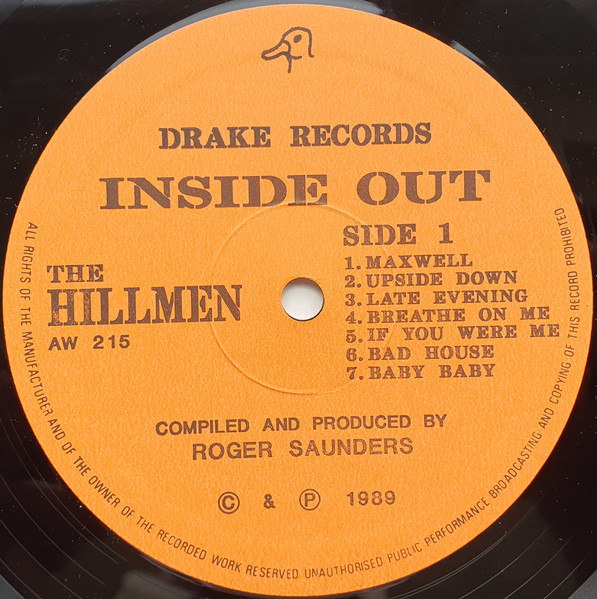 DRAKE RECORDS
INSIDE OUT
THE
HILLMEN
AW 215
SIDE 1
1. MAXWELL
2. UPSIDE DOWN
3. LATE EVENING
4. BREATHE ON ME
5. IF YOU WERE ME
6. BAD HOUSE
7. BABY BABY
COMPILED AND PRODUCED BY
ROGER SAUNDERS
© & ℗ 1989
ALL RIGHTS OF THE MANUFACTURER AND OF THE OWNER OF THE RECORDED WORK RESERVED UNAUTHORISED PUBLIC PERFORMANCE BROADCASTING AND COPYING OF THIS RECORD PROHIBITED